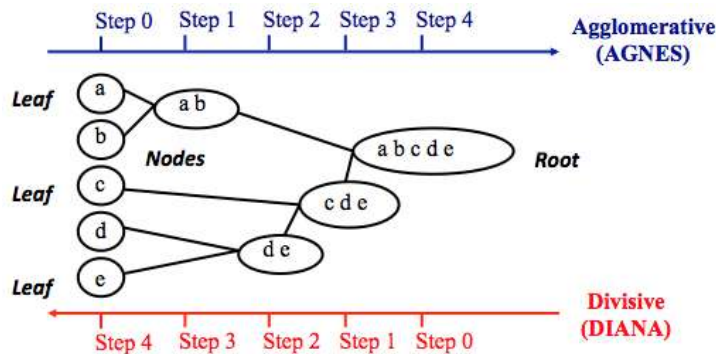 Step 0 Step 1 Step 2 Step 3 Step 4
Agglomerative
(AGNES)
Leaf
a
a b
b
Nodes
a b c d e
Root
Leaf
c
c d e
d
d e
Leaf
e
Divisive
(DIANA)
Step 4 Step 3 Step 2 Step 1 Step 0